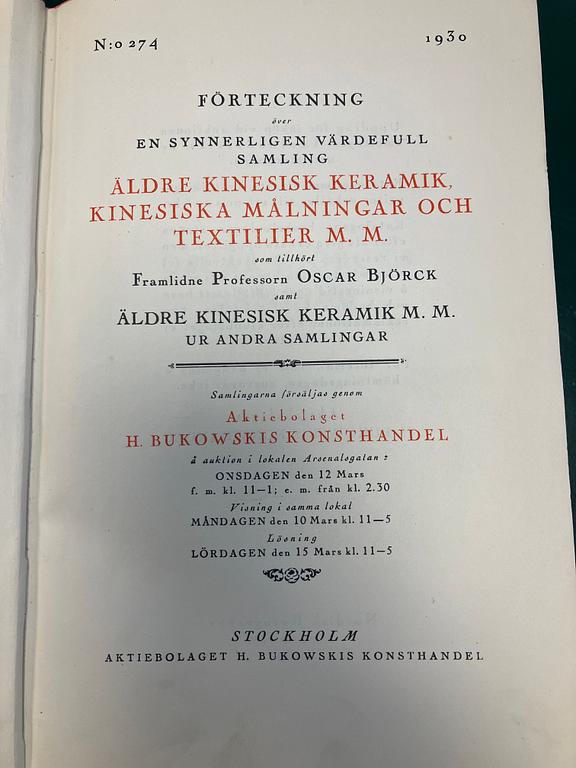 N:o 274 1930
FÖRTECKNING
över
EN SYNNERLIGEN VÄRDEFULL
SAMLING
ÄLDRE KINESISK KERAMIK,
KINESISKA MÅLNINGAR OCH
TEXTILIER M. M.
som tillhört
Framlidne Professorn OSCAR BJÖRCK
samt
ÄLDRE KINESISK KERAMIK M. M.
UR ANDRA SAMLINGAR
Samlingarna försäljas genom
Aktiebolaget
H. BUKOWSKIS KONSTHANDEL
å auktion i lokalen Arsenalsgatan 2
ONSDAGEN den 12 Mars
f. m. kl. 11—1; e. m. från kl. 2.30
Visning i samma lokal
MÅNDAGEN den 10 Mars kl. 11—5
Lösning
LÖRDAGEN den 15 Mars kl. 11—5
STOCKHOLM
AKTIEBOLAGET H. BUKOWSKIS KONSTHANDEL